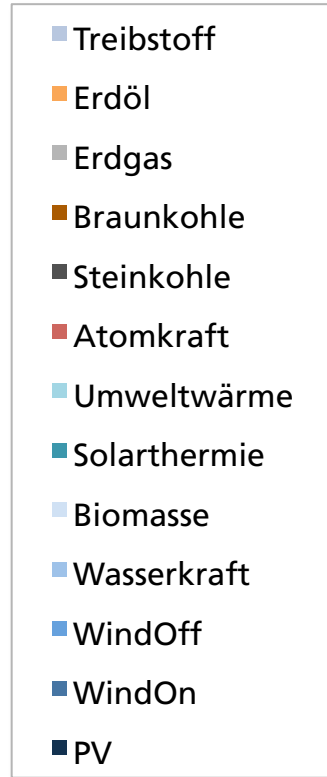 Treibstoff
Erdöl
Erdgas
Braunkohle
Steinkohle
Atomkraft
Umweltwärme
Solarthermie
Biomasse
Wasserkraft
WindOff
WindOn
PV